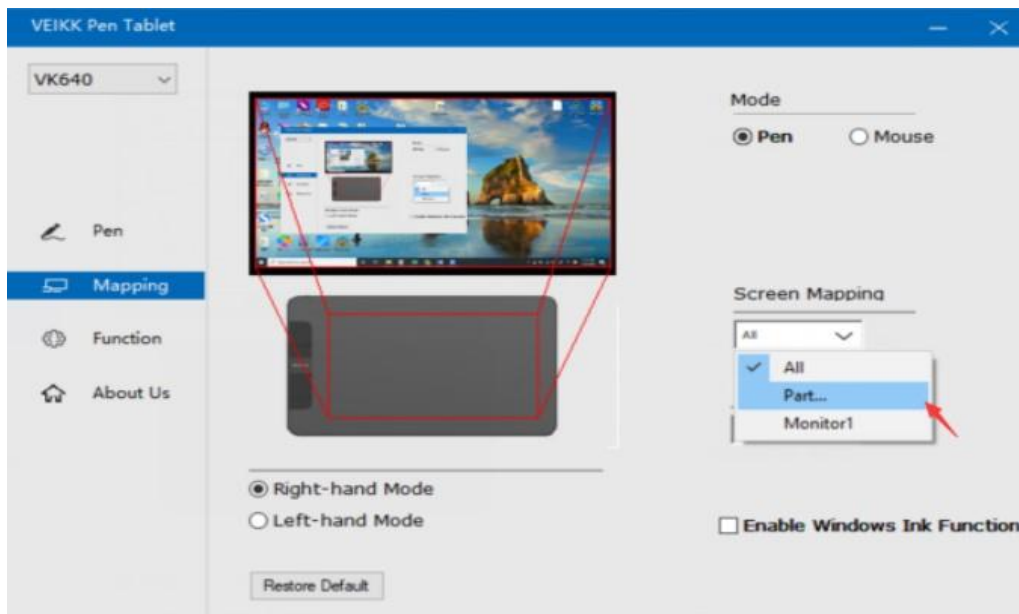 VEIKK Pen Tablet
VK640
Pen
Mapping
Function
About Us
Right-hand Mode
Left-hand Mode
Restore Default
Mode
Pen
Mouse
Screen Mapping
All
All
Part...
Monitor1
Enable Windows Ink Function